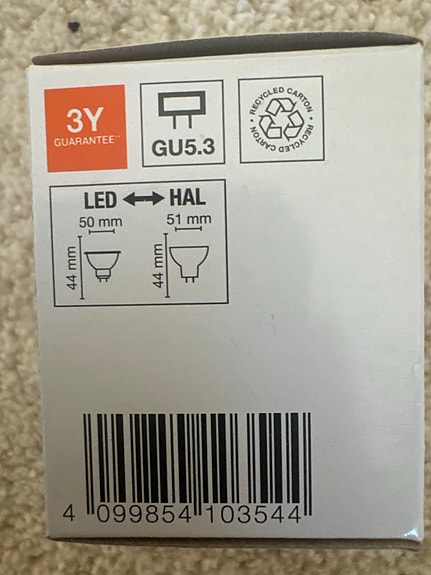 3Y
GUARANTEE**
GU5.3
RECYCLED CARTON • RECYCLED CARTON •
LED ↔ HAL
50 mm
51 mm
44 mm
44 mm
4 099854 103544